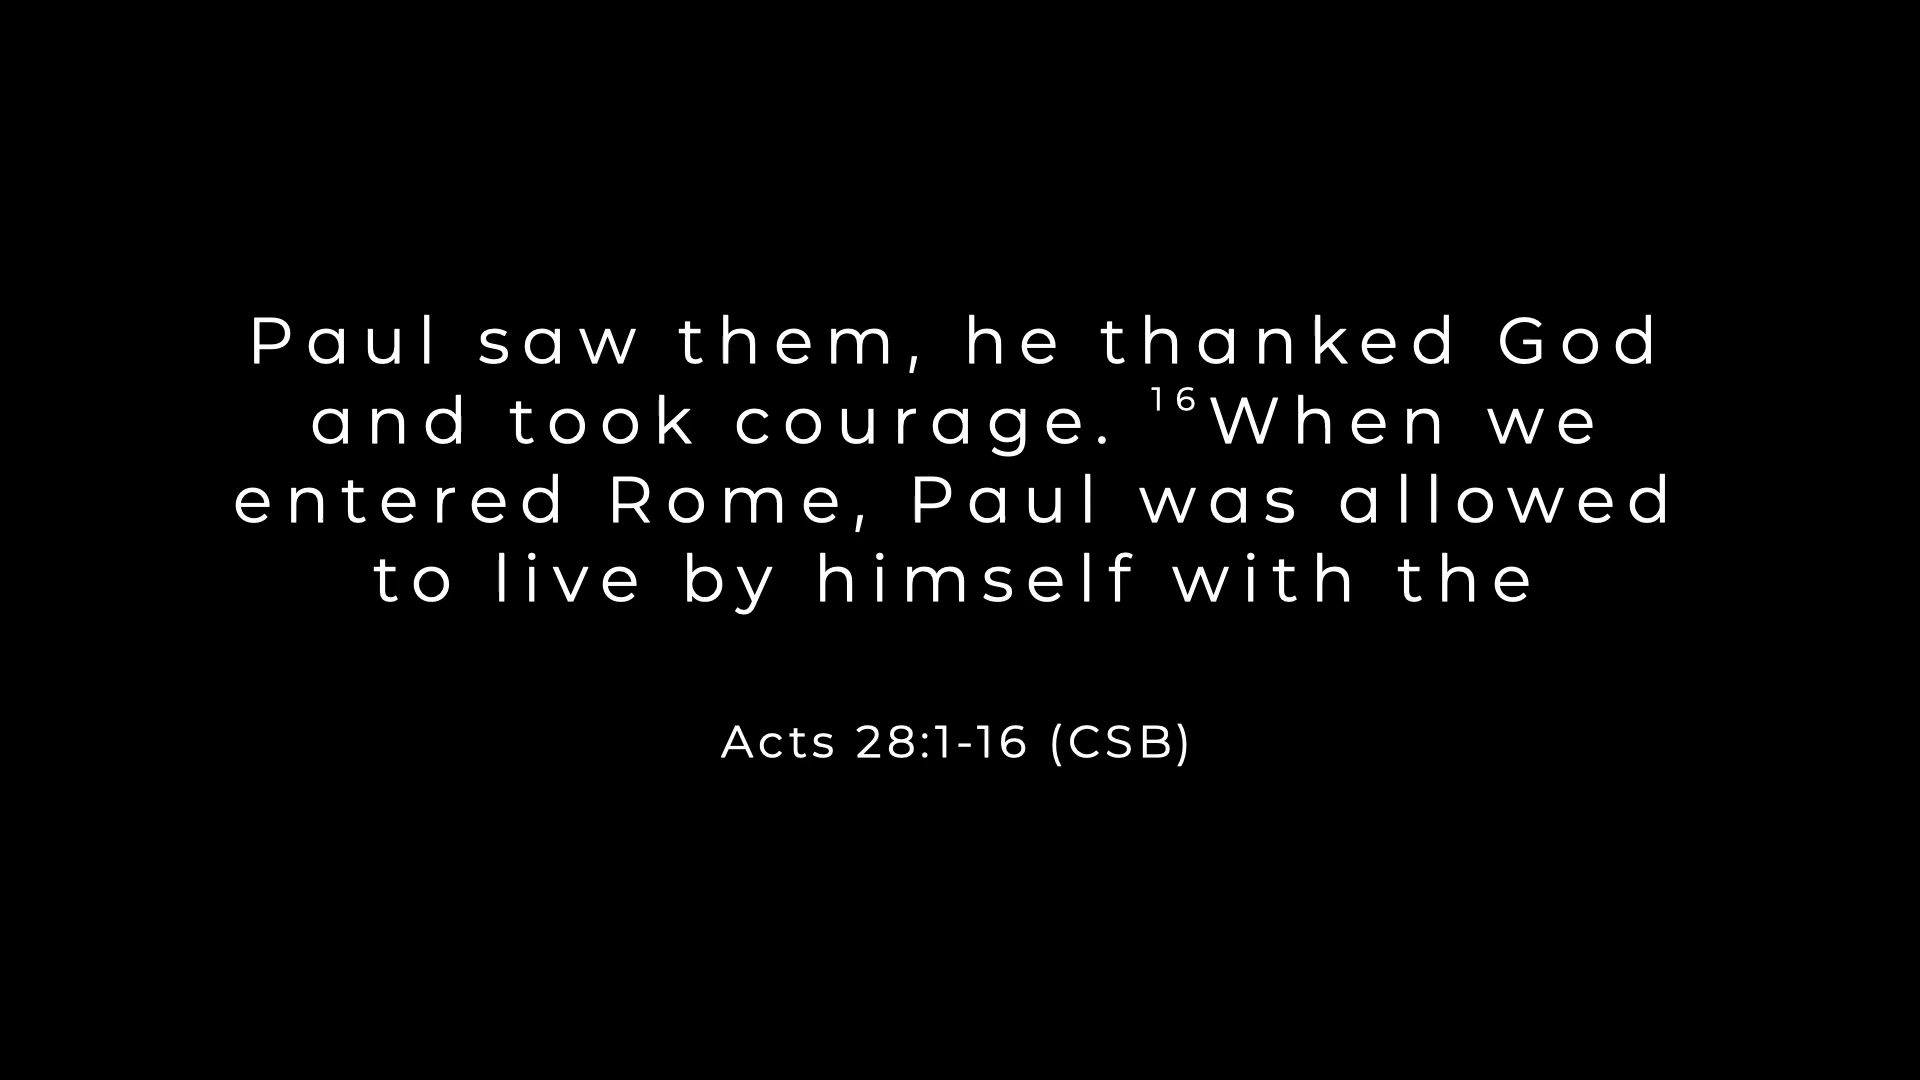 Paul saw them, he thanked God
and took courage. ¹⁶When we
entered Rome, Paul was allowed
to live by himself with the
Acts 28:1-16 (CSB)